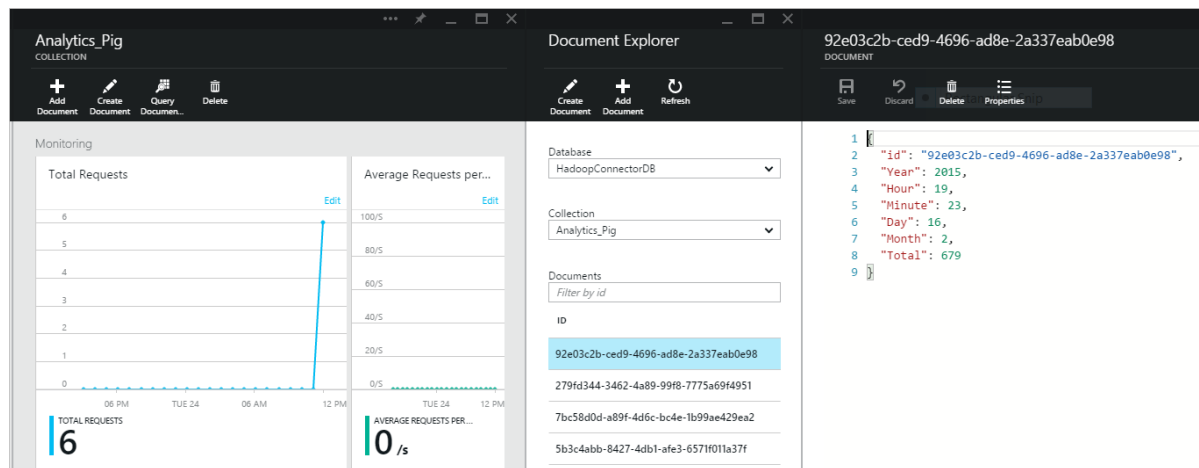 Analytics_Pig
COLLECTION
Add Document
Create Document
Query Documen...
Delete
Monitoring
Total Requests
Edit
6
5
4
3
2
1
0
06 PM
TUE 24
06 AM
12 PM
TOTAL REQUESTS
6
Average Requests per...
Edit
100/S
80/S
60/S
40/S
20/S
0/S
TUE 24
12 PM
AVERAGE REQUESTS PER ...
0 /s
Document Explorer
Create Document
Add Document
Refresh
Database
HadoopConnectorDB
Collection
Analytics_Pig
Documents
Filter by id
ID
92e03c2b-ced9-4696-ad8e-2a337eab0e98
279fd344-3462-4a89-99f8-7775a69f4951
7bc58d0d-a89f-4d6c-bc4e-1b99ae429ea2
5b3c4abb-8427-4db1-afe3-6571f011a37f
92e03c2b-ced9-4696-ad8e-2a337eab0e98
DOCUMENT
Save
Discard
Delete
Properties
1 {
2 "id": "92e03c2b-ced9-4696-ad8e-2a337eab0e98",
3 "Year": 2015,
4 "Hour": 19,
5 "Minute": 23,
6 "Day": 16,
7 "Month": 2,
8 "Total": 679
9 }